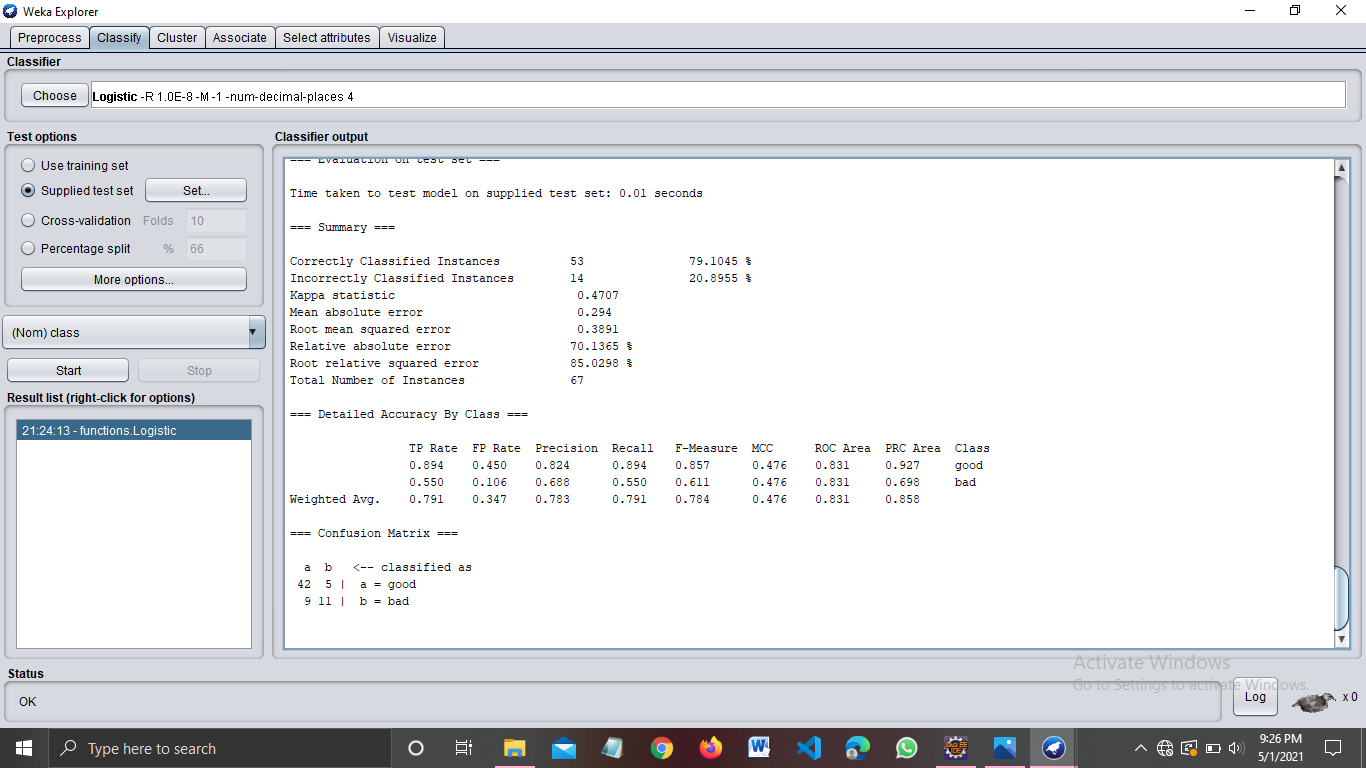 Weka Explorer
Preprocess Classify Cluster Associate Select attributes Visualize
Classifier
Choose Logistic -R 1.0E-8 -M -1 -num-decimal-places 4
Test options
Use training set
Supplied test set Set...
Cross-validation Folds 10
Percentage split % 66
More options...
(Nom) class
Start Stop
Result list (right-click for options)
21:24:13 - functions.Logistic
Classifier output
=== Evaluation on test set ===
Time taken to test model on supplied test set: 0.01 seconds
=== Summary ===
Correctly Classified Instances 53 79.1045 %
Incorrectly Classified Instances 14 20.8955 %
Kappa statistic 0.4707
Mean absolute error 0.294
Root mean squared error 0.3891
Relative absolute error 70.1365 %
Root relative squared error 85.0298 %
Total Number of Instances 67
=== Detailed Accuracy By Class ===
TP Rate FP Rate Precision Recall F-Measure MCC ROC Area PRC Area Class
0.894 0.450 0.824 0.894 0.857 0.476 0.831 0.927 good
0.550 0.106 0.688 0.550 0.611 0.476 0.831 0.698 bad
Weighted Avg. 0.791 0.347 0.783 0.791 0.784 0.476 0.831 0.858
=== Confusion Matrix ===
a b <-- classified as
42 5 | a = good
9 11 | b = bad
Activate Windows
Go to Settings to activate Windows.
Status
OK
Log x 0
Type here to search
9:26 PM
5/1/2021